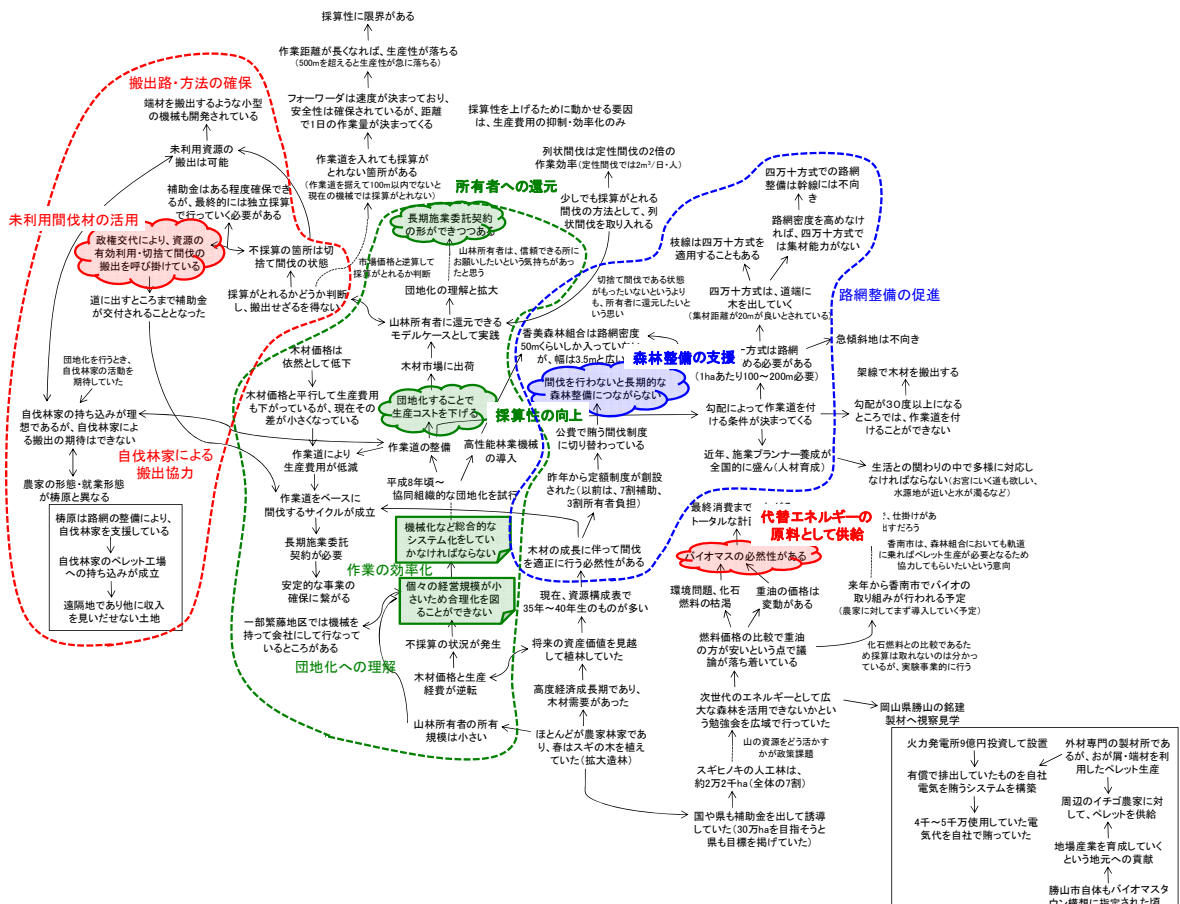 採算性に限界がある
作業距離が長くなれば、生産性が落ちる
(500mを超えると生産性が急に落ちる)
搬出路・方法の確保
端材を搬出するような小型
の機械も開発されている
フォーワーダは速度が決まっており、
安全性は確保されているが、距離
で1日の作業量が決まってくる
採算性を上げるために動かせる要因
は、生産費用の抑制・効率化のみ
未利用資源の
搬出は可能
作業道を入れても採算が
とれない箇所がある
(作業道を据えて100m以内でないと
現在の機械では採算がとれない)
列状間伐は定性間伐の2倍の
作業効率(定性間伐では2m³/日・人)
補助金はある程度確保でき
るが、最終的には独立採算
で行っていく必要がある
所有者への還元
少しでも採算がとれる
間伐の方法として、列
状間伐を取り入れる
四万十方式での路網
整備は幹線には不向
き
未利用間伐材の活用
長期施業委託契約
の形ができつつある
路網密度を高めなけ
れば、四万十方式で
は集材能力がない
政権交代により、資源の
有効利用・切捨て間伐の
搬出を呼び掛けている
不採算の箇所は切
捨て間伐の状態
市場価格と逆算して
採算がとれるか判断
山林所有者は、信頼できる所に
お願いしたいという気持ちがあっ
たと思う
枝線は四万十方式を
適用することもある
切捨て間伐である状態
がもったいないというより
も、所有者に還元したいと
いう思い
道に出すところまで補助金
が交付されることとなった
採算がとれるかどうか判断
し、搬出せざるを得ない
団地化の理解と拡大
四万十方式は、道端に
木を出していく
(集材距離が20mが良いとされている)
路網整備の促進
山林所有者に還元できる
モデルケースとして実践
香美森林組合は路網密度
50mくらいしか入っていない
が、幅は3.5mと広い
森林整備の支援
方式は路網
める必要がある
(1haあたり100～200m必要)
急傾斜地は不向き
団地化を行うとき、
自伐林家の活動を
期待していた
木材価格は
依然として低下
木材市場に出荷
間伐を行わないと長期的な
森林整備につながらない
架線で木材を搬出する
木材価格と平行して生産費用
も下がっているが、現在その
差が小さくなっている
団地化することで
生産コストを下げる
採算性の向上
自伐林家の持ち込みが理
想であるが、自伐林家によ
る搬出の期待はできない
勾配によって作業道を付
ける条件が決まってくる
勾配が30度以上になる
ところでは、作業道を付
けることができない
自伐林家による
搬出協力
作業道により
生産費用が低減
作業道の整備
高性能林業機械
の導入
公費で賄う間伐制度
に切り替わっている
近年、施業プランナー養成が
全国的に盛ん(人材育成)
生活との関わりの中で多様に対応し
なければならない(お宮にいく道も欲しい、
水源地が近いと水が濁るなど)
農家の形態・就業形態
が梼原と異なる
平成8年頃～
協同組織的な団地化を試行
昨年から定額制度が創設
された(以前は、7割補助、
3割所有者負担)
作業道をベースに
間伐するサイクルが成立
梼原は路網の整備により、
自伐林家を支援している
機械化など総合的な
システム化をしてい
かなければならない
最終消費まで
トータルな計
代替エネルギーの
原料として供給
、仕掛けがあ
出すだろう
長期施業委託
契約が必要
自伐林家のペレット工場
への持ち込みが成立
木材の成長に伴って間伐
を適正に行う必然性がある
バイオマスの必然性がある
香南市は、森林組合においても軌道
に乗ればペレット生産が必要となるため
協力してもらいたいという意向
作業の効率化
安定的な事業の
確保に繋がる
個々の経営規模が小
さいため合理化を図
ることができない
環境問題、化石
燃料の枯渇
重油の価格は
変動がある
来年から香南市でバイオの
取り組みが行われる予定
(農家に対してまず導入していく予定)
遠隔地であり他に収入
を見いだせない土地
現在、資源構成表で
35年～40年生のものが多い
一部繁藤地区では機械を
持って会社にして行なって
いるところがある
不採算の状況が発生
将来の資産価値を見越
して植林していた
燃料価格の比較で重油
の方が安いという点で議
論が落ち着いている
化石燃料との比較であるた
め採算は取れないのは分かっ
ているが、実験事業的に行う
団地化への理解
木材価格と生産
経費が逆転
高度経済成長期であり、
木材需要があった
次世代のエネルギーとして広
大な森林を活用できないかとい
う勉強会を広域で行っていた
岡山県勝山の銘建
製材へ視察見学
山林所有者の所有
規模は小さい
ほとんどが農家林家であ
り、春はスギの木を植え
ていた(拡大造林)
山の資源をどう活かす
かが政策課題
スギヒノキの人工林は、
約2万2千ha(全体の7割)
火力発電所9億円投資して設置
外材専門の製材所であ
るが、おが屑・端材を利
用したペレット生産
有償で排出していたものを自社
電気を賄うシステムを構築
国や県も補助金を出して誘導
していた(30万haを目指そうと
県も目標を掲げていた)
4千～5千万使用していた電
気代を自社で賄っていた
周辺のイチゴ農家に対
して、ペレットを供給
地場産業を育成していく
という地元への貢献
勝山市自体もバイオマスタ
ウン構想に指定された頃